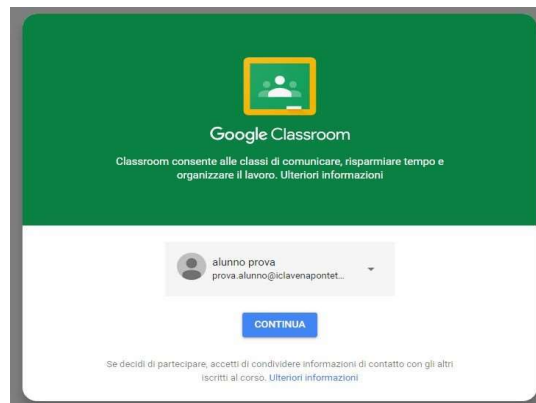 Google Classroom
Classroom consente alle classi di comunicare, risparmiare tempo e
organizzare il lavoro. Ulteriori informazioni
alunno prova
prova.alunno@iclavenapontet...
CONTINUA
Se decidi di partecipare, accetti di condividere informazioni di contatto con gli altri
iscritti al corso. Ulteriori informazioni